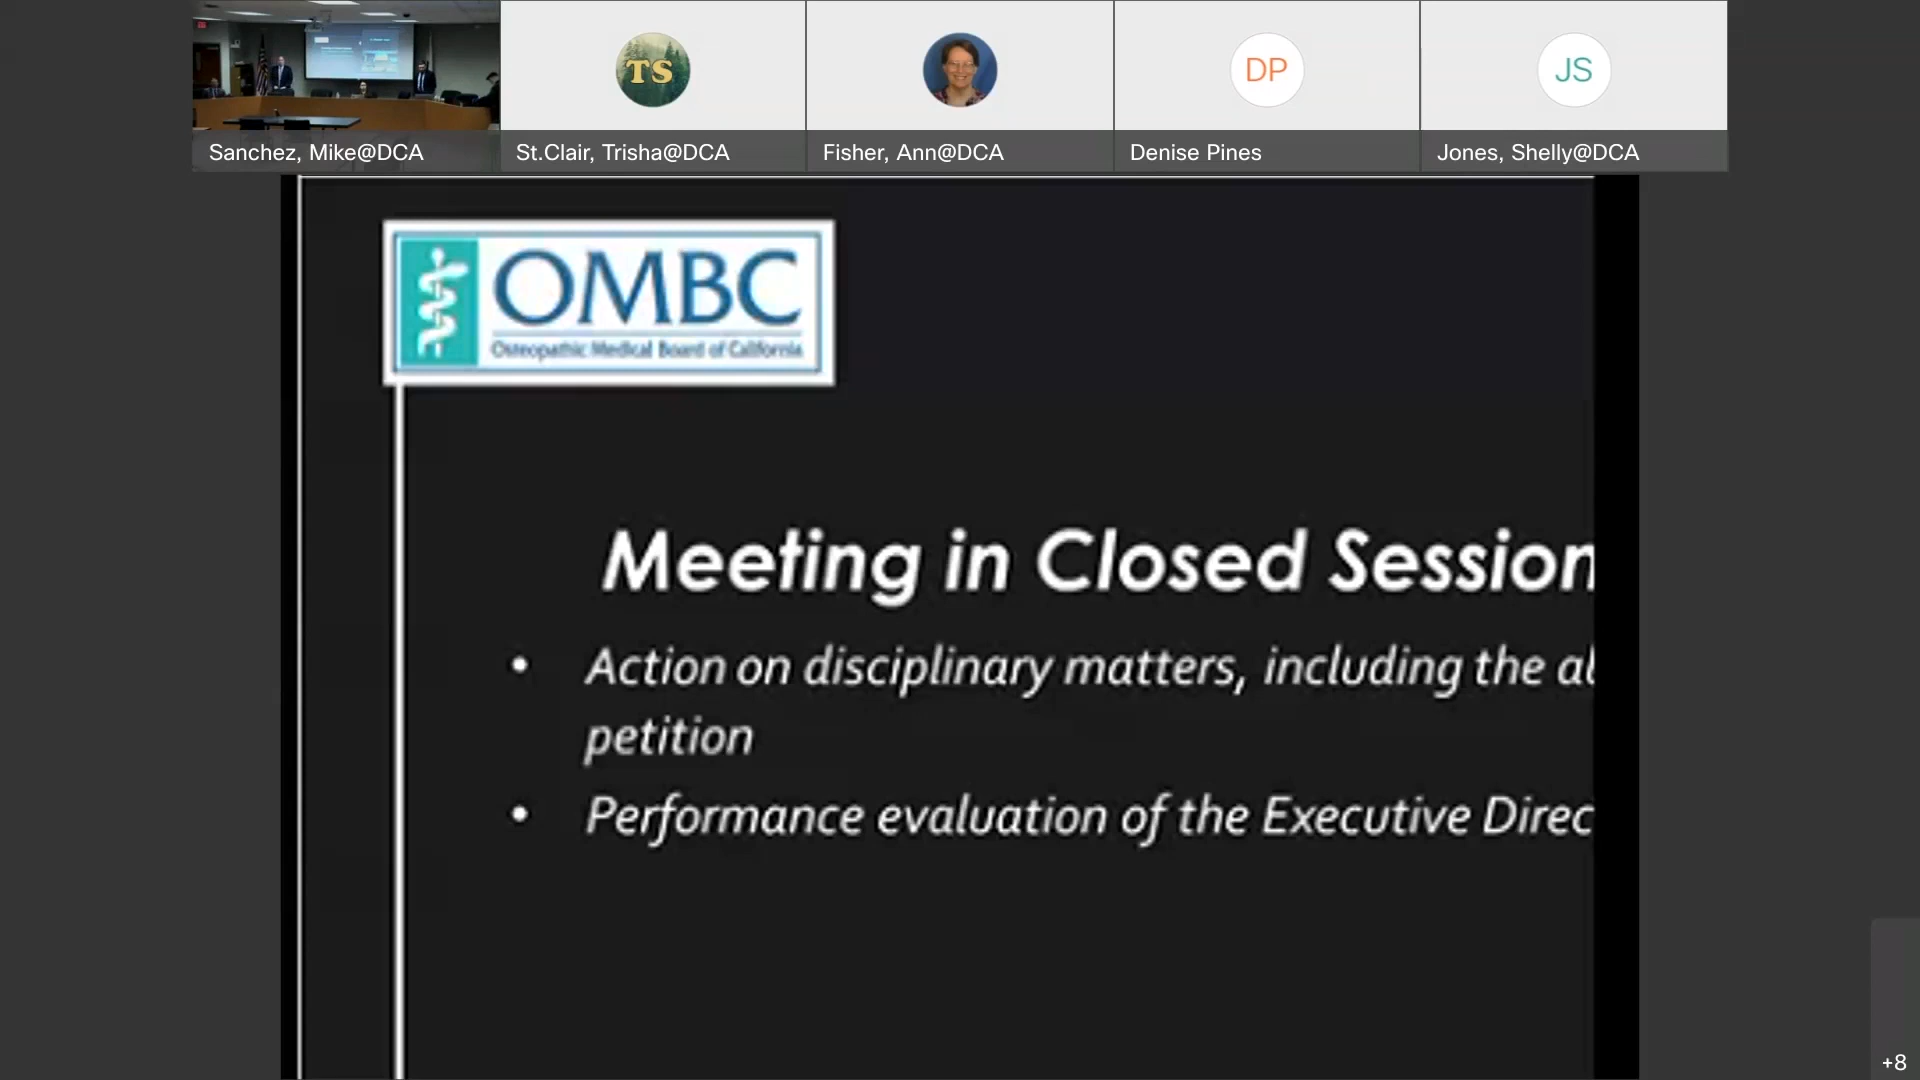 Sanchez, Mike@DCA
TS
St.Clair, Trisha@DCA
Fisher, Ann@DCA
DP
Denise Pines
JS
Jones, Shelly@DCA
OMBC
Osteopathic Medical Board of California
Meeting in Closed Session
• Action on disciplinary matters, including the
petition
• Performance evaluation of the Executive Direc
+8